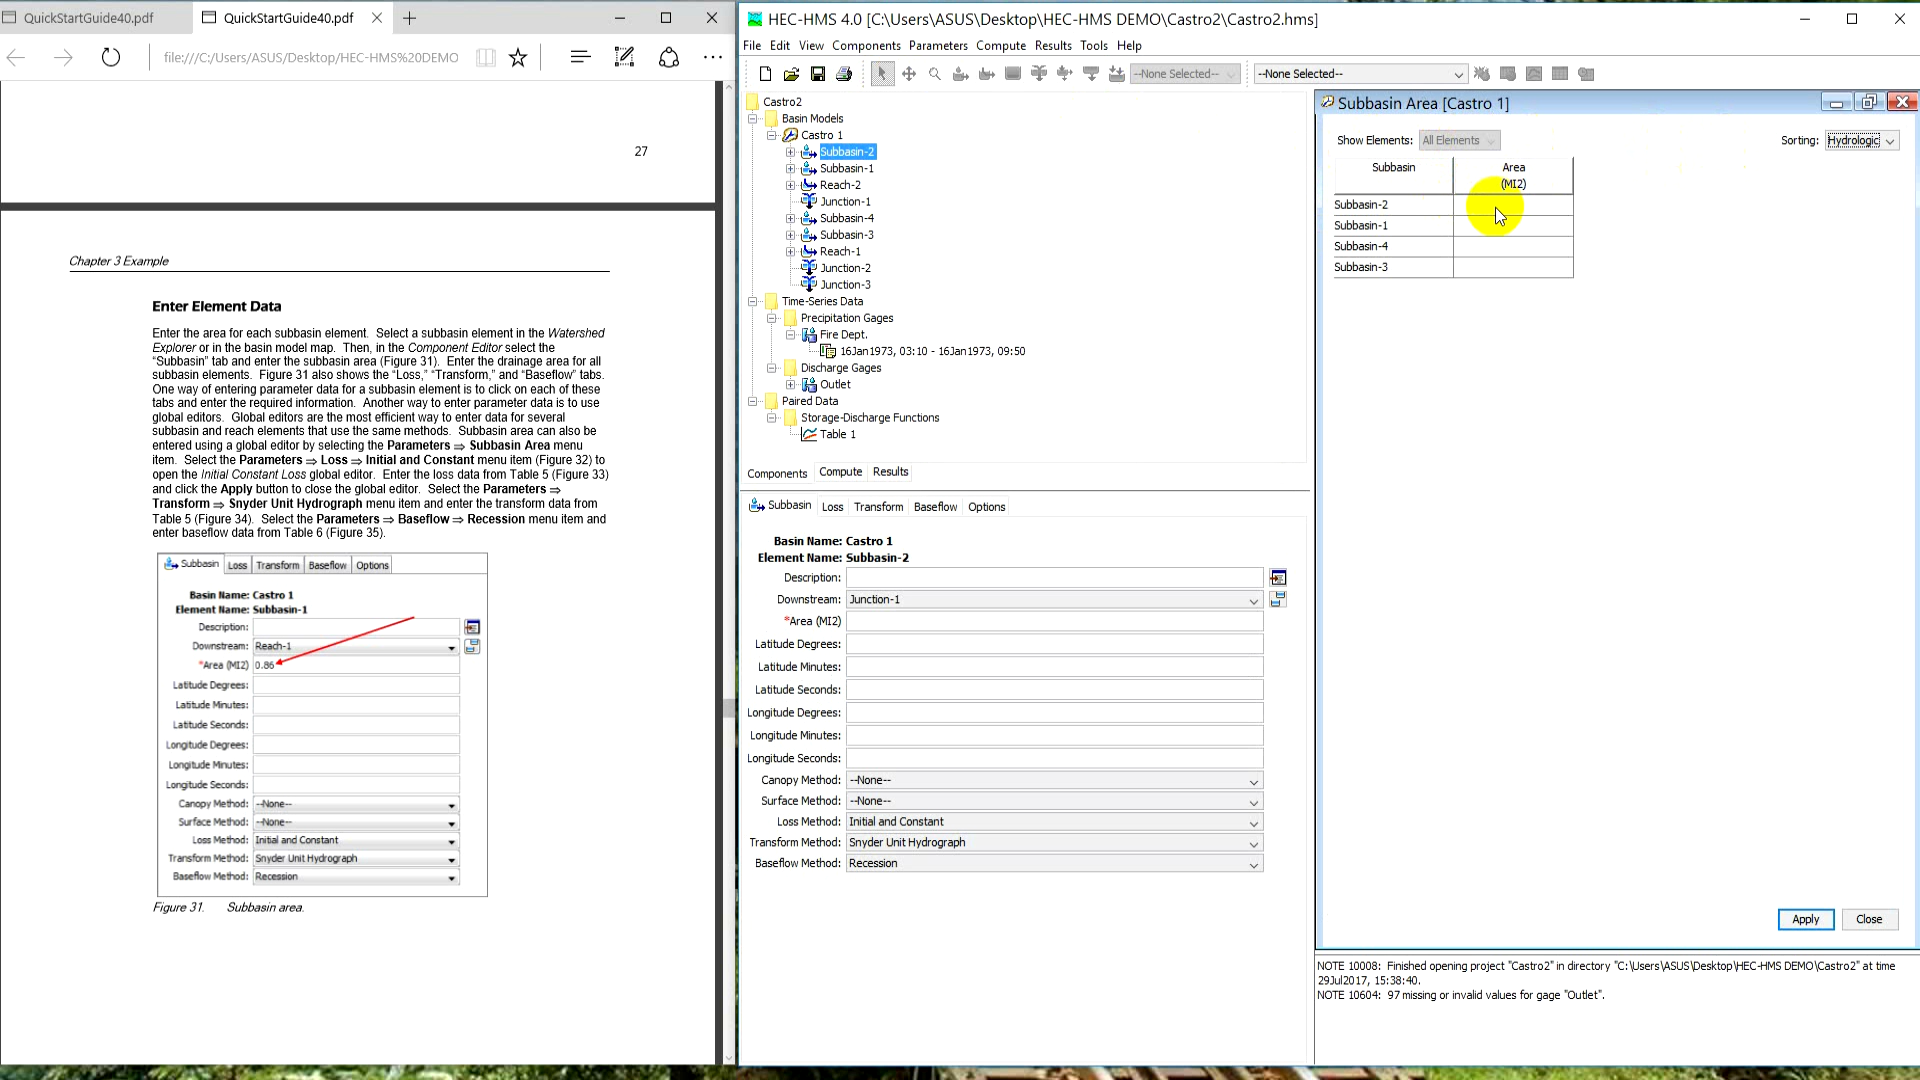 QuickStartGuide40.pdf
QuickStartGuide40.pdf
file:///C:/Users/ASUS/Desktop/HEC-HMS%20DEMO
27
Chapter 3 Example
Enter Element Data
Enter the area for each subbasin element. Select a subbasin element in the Watershed
Explorer or in the basin model map. Then, in the Component Editor select the
"Subbasin" tab and enter the subbasin area (Figure 31). Enter the drainage area for all
subbasin elements. Figure 31 also shows the "Loss," "Transform," and "Baseflow" tabs.
One way of entering parameter data for a subbasin element is to click on each of these
tabs and enter the required information. Another way to enter parameter data is to use
global editors. Global editors are the most efficient way to enter data for several
subbasin and reach elements that use the same methods. Subbasin area can also be
entered using a global editor by selecting the Parameters ⇒ Subbasin Area menu
item. Select the Parameters ⇒ Loss ⇒ Initial and Constant menu item (Figure 32) to
open the Initial Constant Loss global editor. Enter the loss data from Table 5 (Figure 33)
and click the Apply button to close the global editor. Select the Parameters ⇒
Transform ⇒ Snyder Unit Hydrograph menu item and enter the transform data from
Table 5 (Figure 34). Select the Parameters ⇒ Baseflow ⇒ Recession menu item and
enter baseflow data from Table 6 (Figure 35).
Subbasin Loss Transform Baseflow Options
Basin Name: Castro 1
Element Name: Subbasin-1
Description:
Downstream: Reach-1
*Area (MI2) 0.86
Latitude Degrees:
Latitude Minutes:
Latitude Seconds:
Longitude Degrees:
Longitude Minutes:
Longitude Seconds:
Canopy Method: --None--
Surface Method: --None--
Loss Method: Initial and Constant
Transform Method: Snyder Unit Hydrograph
Baseflow Method: Recession
Figure 31. Subbasin area.
HEC-HMS 4.0 [C:\Users\ASUS\Desktop\HEC-HMS DEMO\Castro2\Castro2.hms]
File Edit View Components Parameters Compute Results Tools Help
--None Selected-- --None Selected--
Castro2
Basin Models
Castro 1
Subbasin-2
Subbasin-1
Reach-2
Junction-1
Subbasin-4
Subbasin-3
Reach-1
Junction-2
Junction-3
Time-Series Data
Precipitation Gages
Fire Dept.
16Jan1973, 03:10 - 16Jan1973, 09:50
Discharge Gages
Outlet
Paired Data
Storage-Discharge Functions
Table 1
Components Compute Results
Subbasin Loss Transform Baseflow Options
Basin Name: Castro 1
Element Name: Subbasin-2
Description:
Downstream: Junction-1
*Area (MI2)
Latitude Degrees:
Latitude Minutes:
Latitude Seconds:
Longitude Degrees:
Longitude Minutes:
Longitude Seconds:
Canopy Method: --None--
Surface Method: --None--
Loss Method: Initial and Constant
Transform Method: Snyder Unit Hydrograph
Baseflow Method: Recession
Subbasin Area [Castro 1]
Show Elements: All Elements Sorting: Hydrologic
Subbasin Area
(MI2)
Subbasin-2
Subbasin-1
Subbasin-4
Subbasin-3
Apply Close
NOTE 10008: Finished opening project "Castro2" in directory "C:\Users\ASUS\Desktop\HEC-HMS DEMO\Castro2" at time
29Jul2017, 15:38:40.
NOTE 10604: 97 missing or invalid values for gage "Outlet".